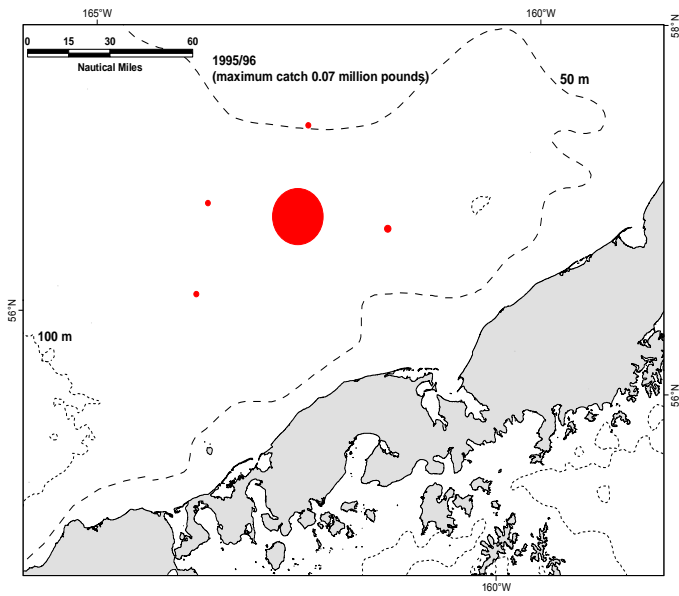 165°W
160°W
58°N
0 15 30 60
Nautical Miles
1995/96
(maximum catch 0.07 million pounds)
50 m
56°N
100 m
56°N
160°W